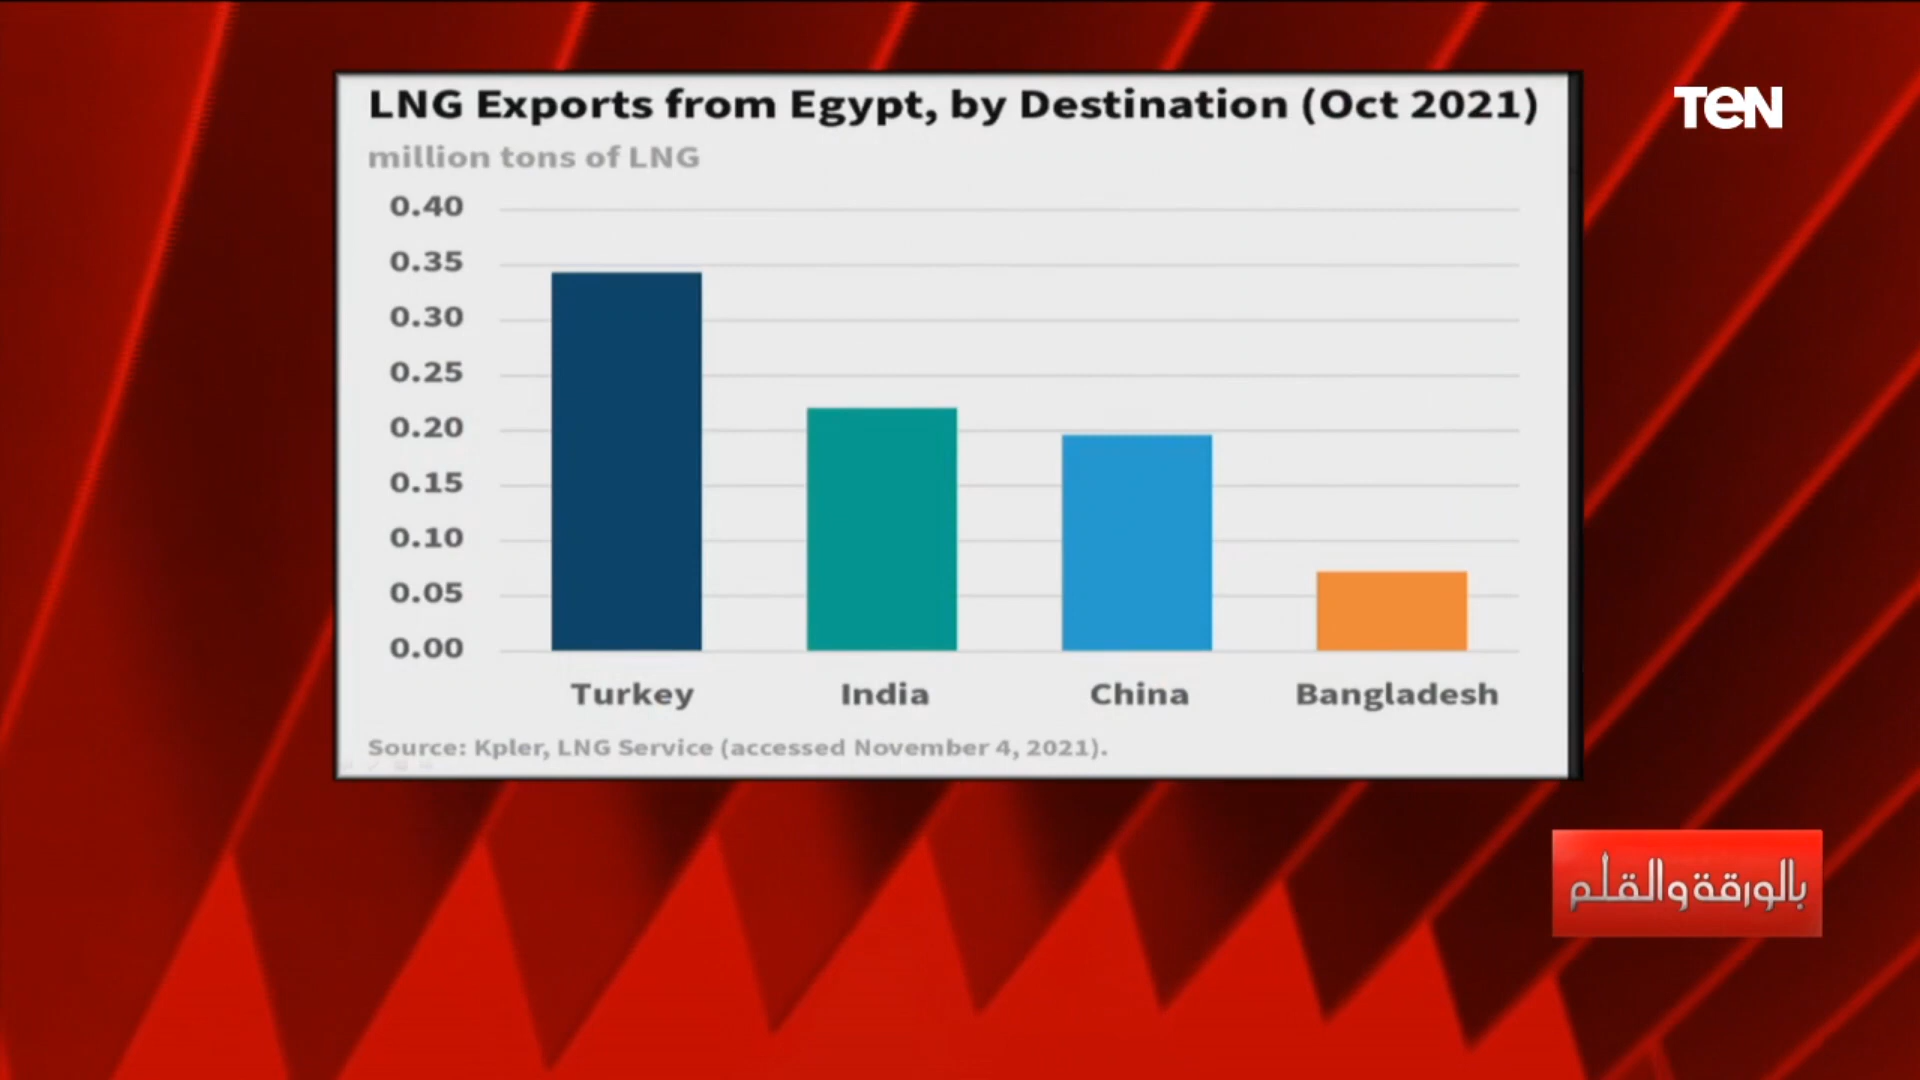 LNG Exports from Egypt, by Destination (Oct 2021)
million tons of LNG
0.40
0.35
0.30
0.25
0.20
0.15
0.10
0.05
0.00
Turkey India China Bangladesh
Source: Kpler, LNG Service (accessed November 4, 2021).
TeN
بالورقة والقلم